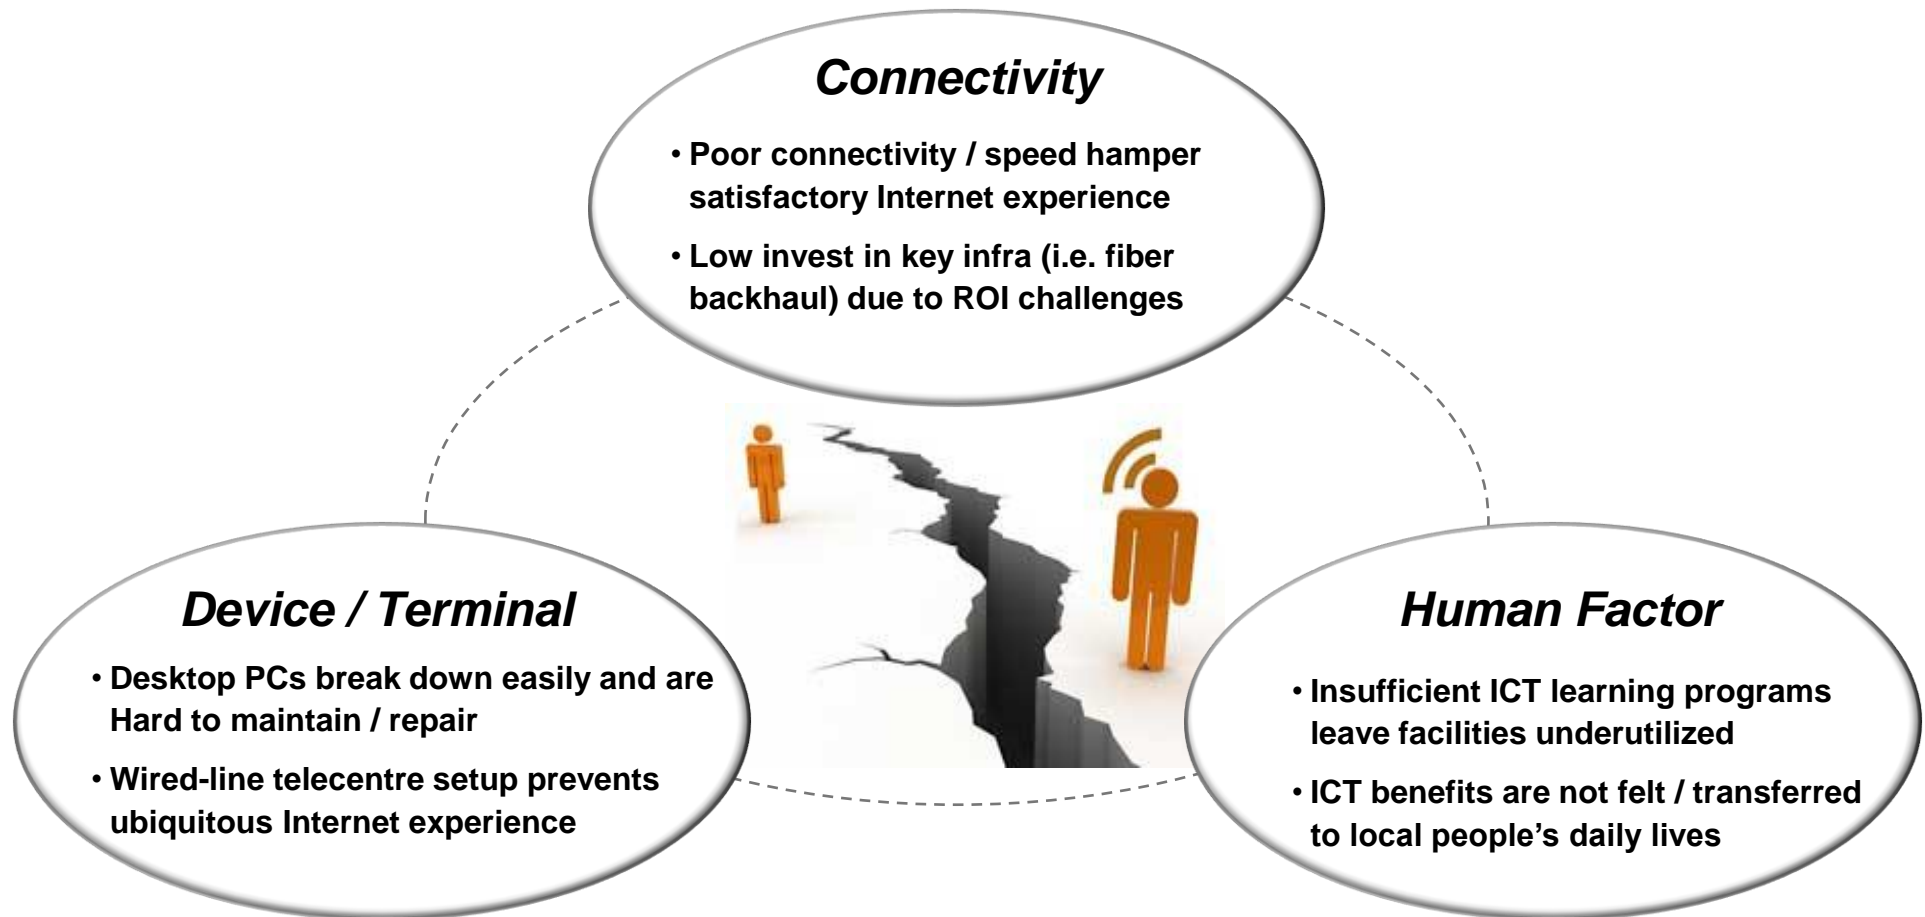 Connectivity
• Poor connectivity / speed hamper
satisfactory Internet experience
• Low invest in key infra (i.e. fiber
backhaul) due to ROI challenges
Device / Terminal
• Desktop PCs break down easily and are
Hard to maintain / repair
• Wired-line telecentre setup prevents
ubiquitous Internet experience
Human Factor
• Insufficient ICT learning programs
leave facilities underutilized
• ICT benefits are not felt / transferred
to local people’s daily lives